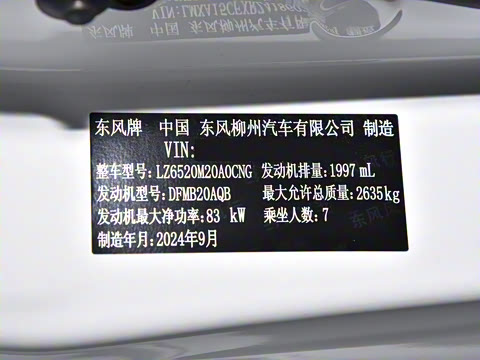 东风牌 中国 东风柳州汽车有限公司 制造
VIN:
整车型号:LZ6520M20A0CNG 发动机排量:1997 mL
发动机型号:DFMB20AQB 最大允许总质量:2635kg
发动机最大净功率:83 kW 乘坐人数:7
制造年月:2024年9月